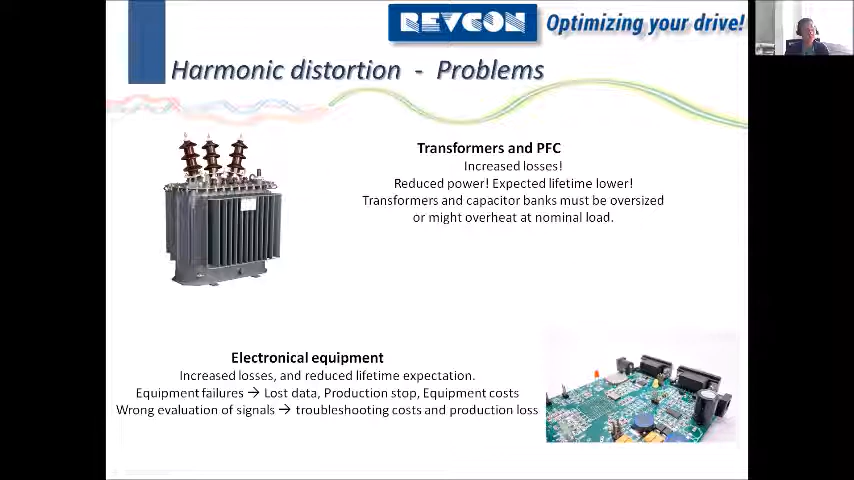 REVCON
Optimizing your drive!
Harmonic distortion - Problems
Transformers and PFC
Increased losses!
Reduced power! Expected lifetime lower!
Transformers and capacitor banks must be oversized
or might overheat at nominal load.
Electronical equipment
Increased losses, and reduced lifetime expectation.
Equipment failures → Lost data, Production stop, Equipment costs
Wrong evaluation of signals → troubleshooting costs and production loss